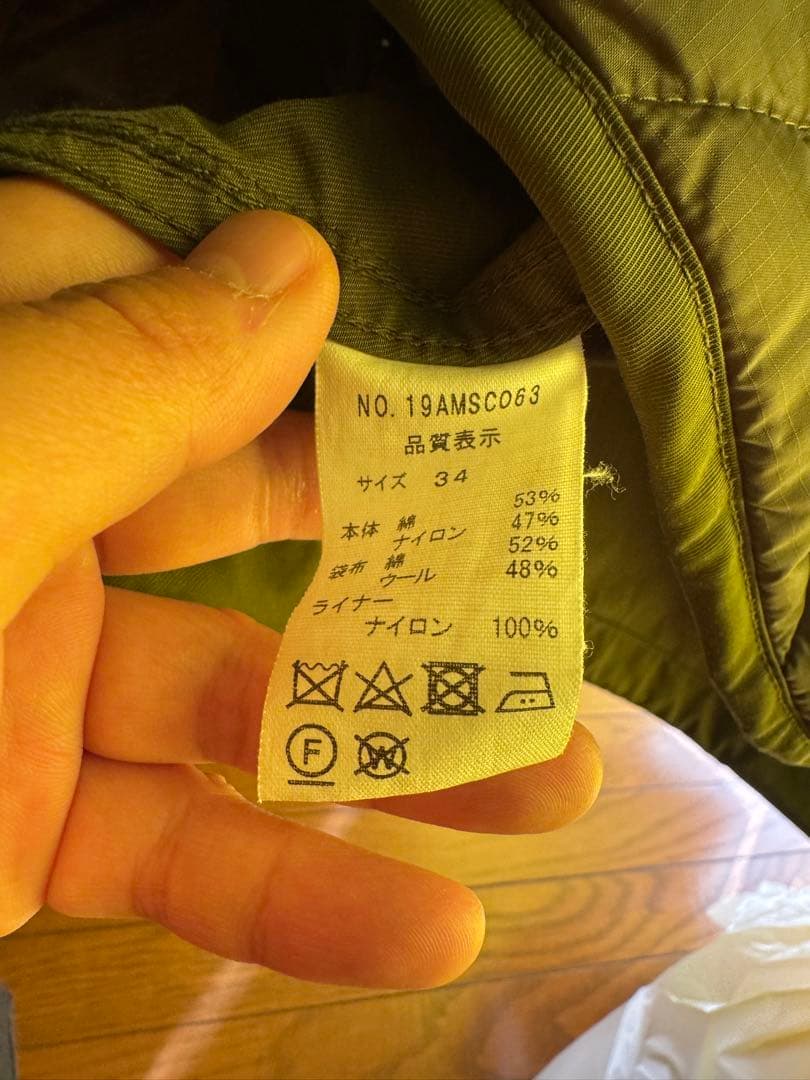 NO. 19AMSC063
品質表示
サイズ 34
本体 綿 53%
ナイロン 47%
袋布 綿 52%
ウール 48%
ライナー
ナイロン 100%
F W